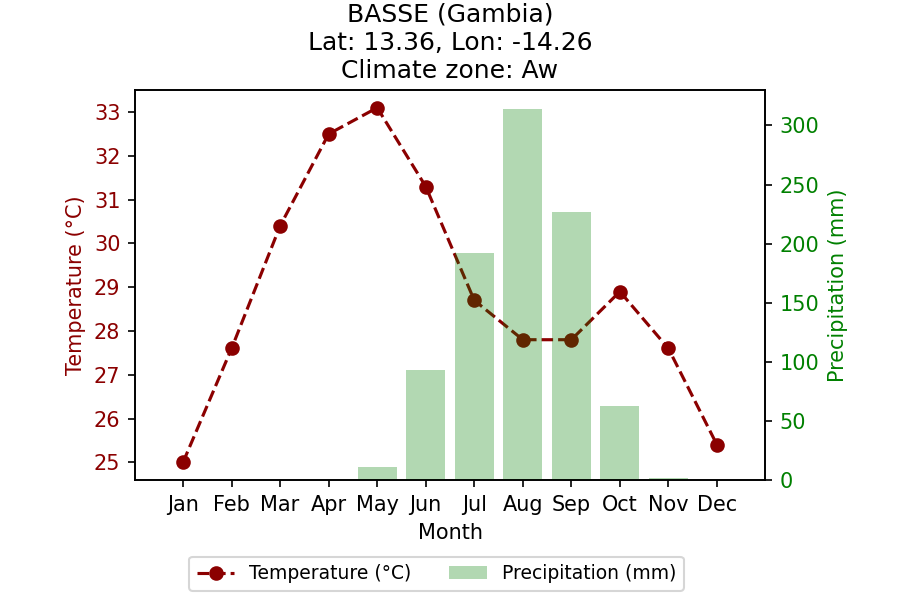 BASSE (Gambia)
Lat: 13.36, Lon: -14.26
Climate zone: Aw
Temperature (°C)
33
32
31
30
29
28
27
26
25
300
250
200
150
100
50
0
Precipitation (mm)
Jan Feb Mar Apr May Jun Jul Aug Sep Oct Nov Dec
Month
Temperature (°C) Precipitation (mm)